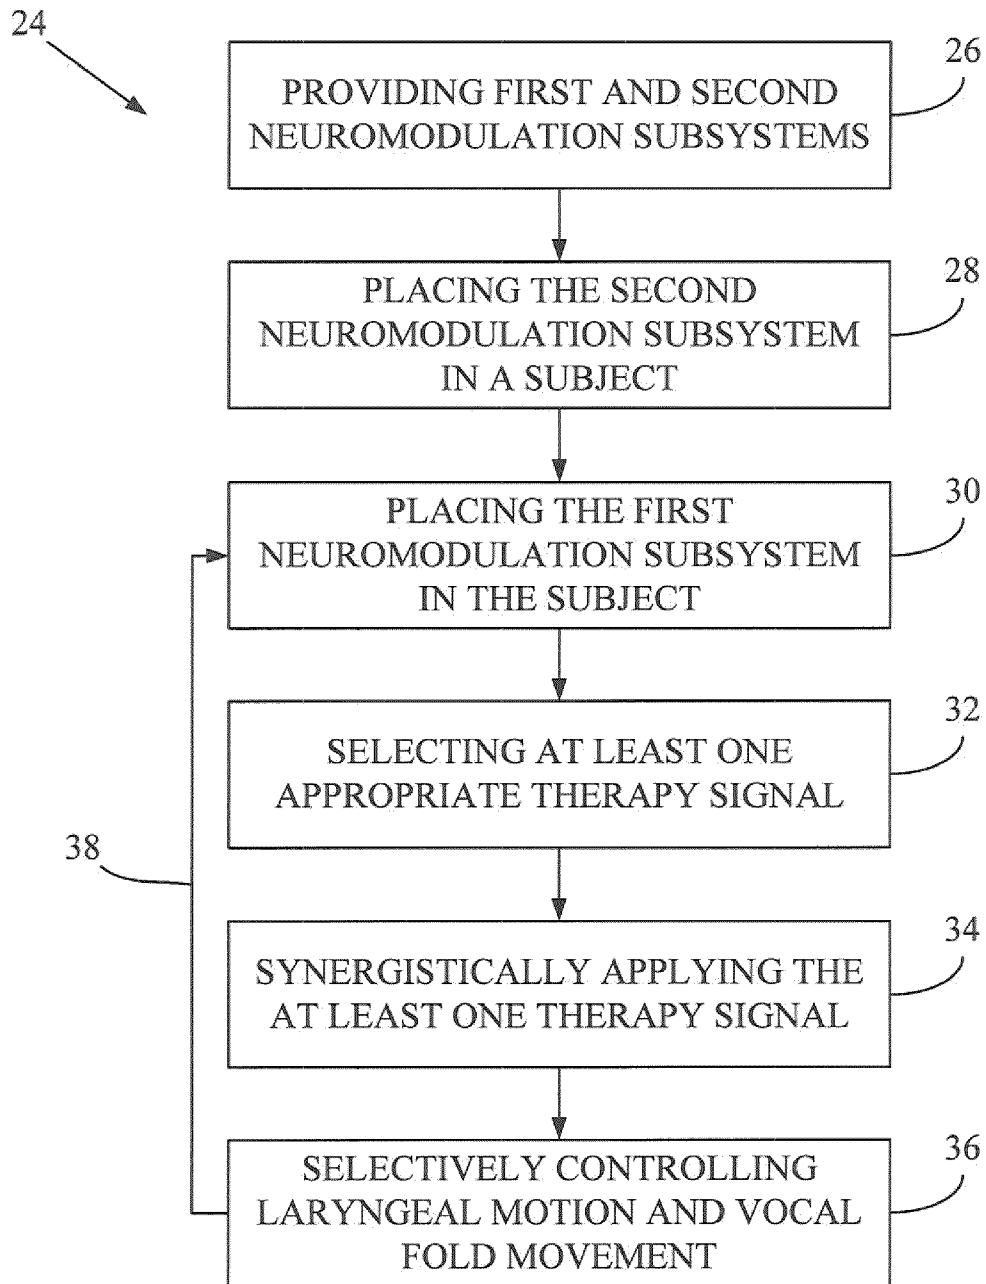 24
26
PROVIDING FIRST AND SECOND
NEUROMODULATION SUBSYSTEMS
28
PLACING THE SECOND
NEUROMODULATION SUBSYSTEM
IN A SUBJECT
30
PLACING THE FIRST
NEUROMODULATION SUBSYSTEM
IN THE SUBJECT
32
SELECTING AT LEAST ONE
APPROPRIATE THERAPY SIGNAL
38
34
SYNERGISTICALLY APPLYING THE
AT LEAST ONE THERAPY SIGNAL
36
SELECTIVELY CONTROLLING
LARYNGEAL MOTION AND VOCAL
FOLD MOVEMENT